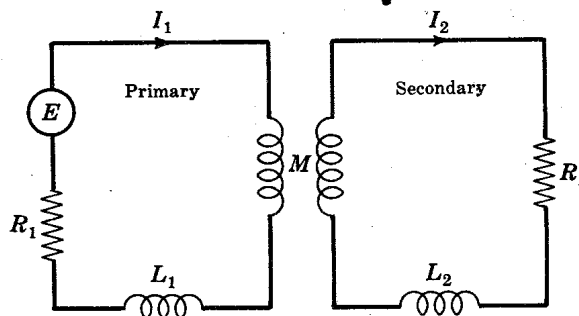 I₁ I₂
Primary Secondary
E
M
R₁ R
L₁ L₂